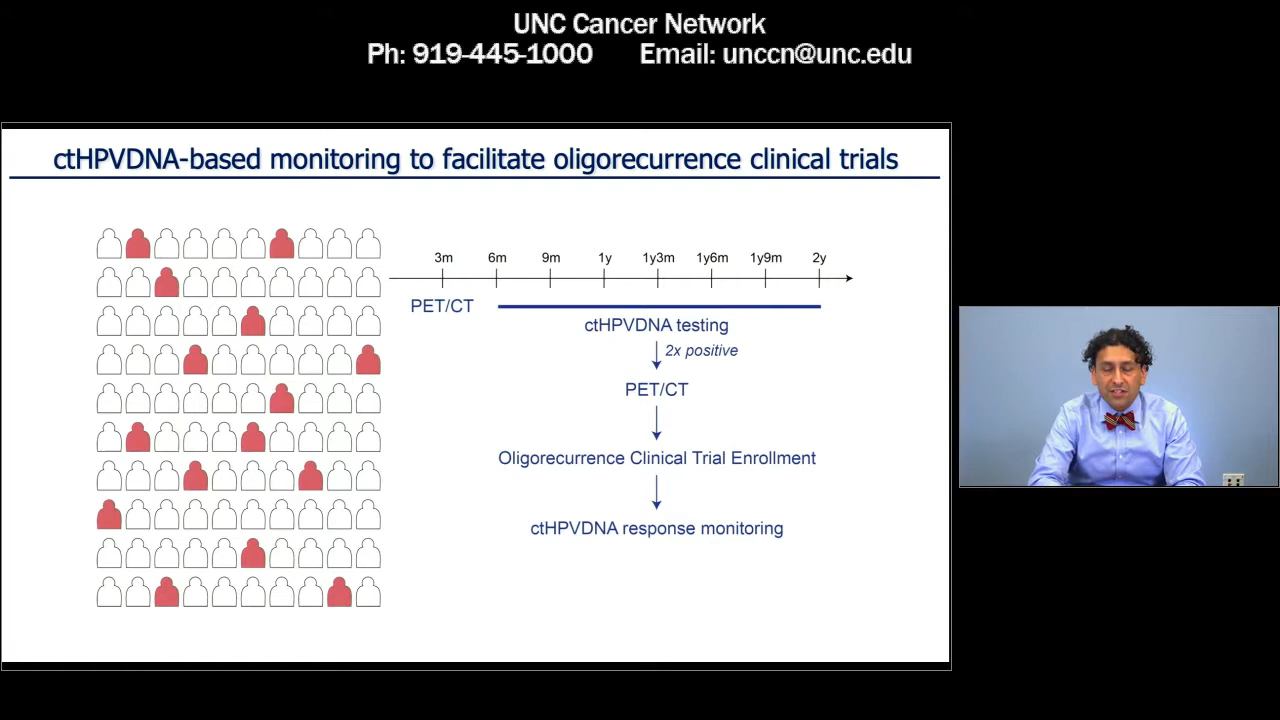 UNC Cancer Network
Ph: 919-445-1000 Email: unccn@unc.edu
ctHPVDNA-based monitoring to facilitate oligorecurrence clinical trials
3m 6m 9m 1y 1y3m 1y6m 1y9m 2y
PET/CT
ctHPVDNA testing
2x positive
PET/CT
Oligorecurrence Clinical Trial Enrollment
ctHPVDNA response monitoring